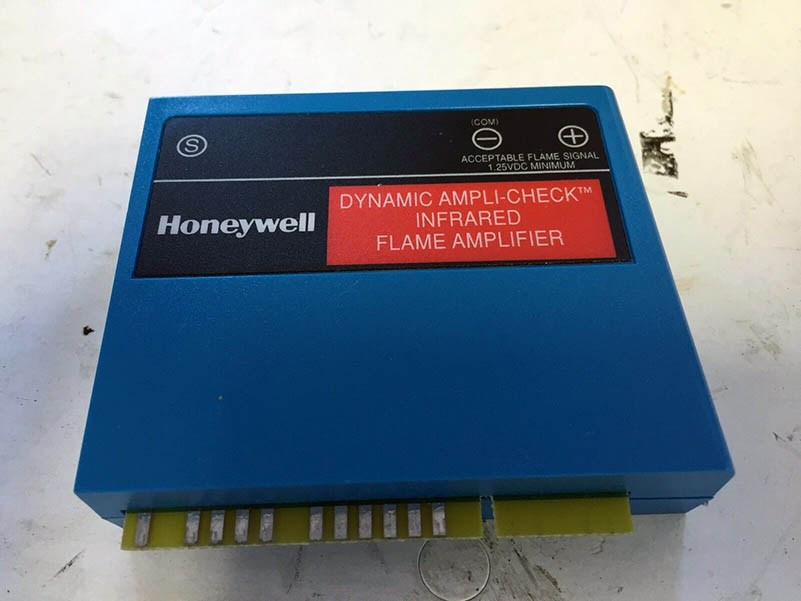 S
(COM)
− +
ACCEPTABLE FLAME SIGNAL
1.25VDC MINIMUM
Honeywell
DYNAMIC AMPLI-CHECK™
INFRARED
FLAME AMPLIFIER